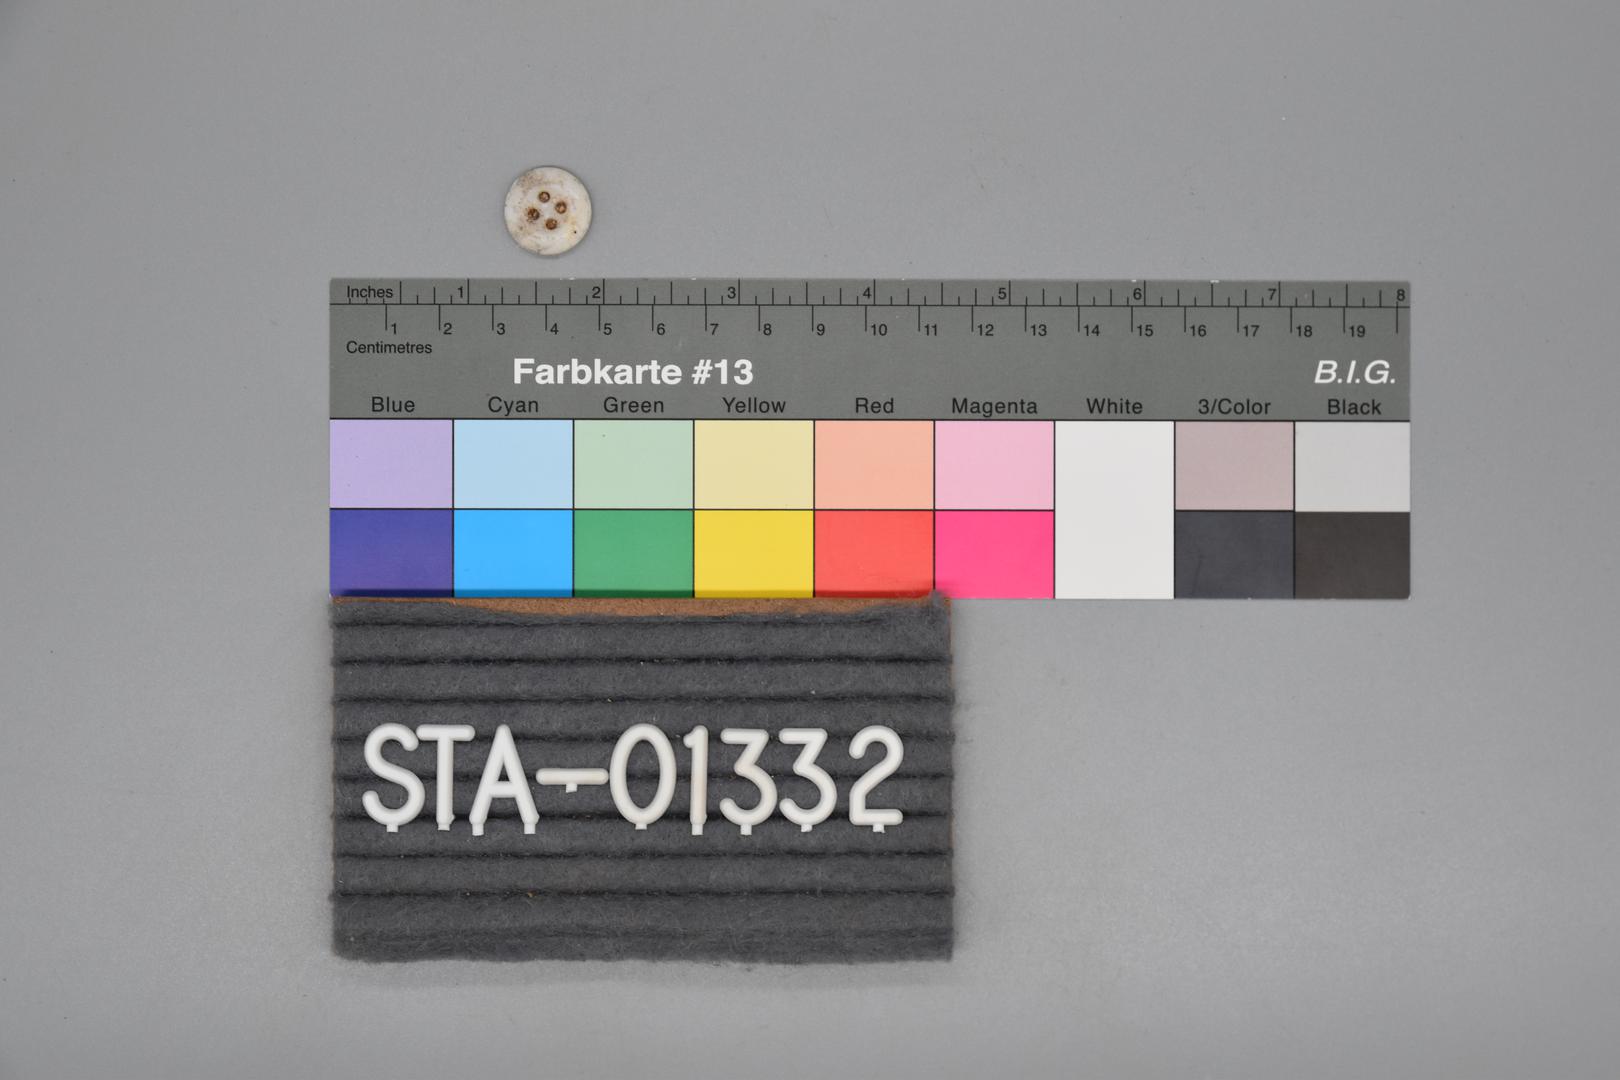 Inches 1 2 3 4 5 6 7 8
1 2 3 4 5 6 7 8 9 10 11 12 13 14 15 16 17 18 19
Centimetres
Farbkarte #13 B.I.G.
Blue Cyan Green Yellow Red Magenta White 3/Color Black
STA-01332